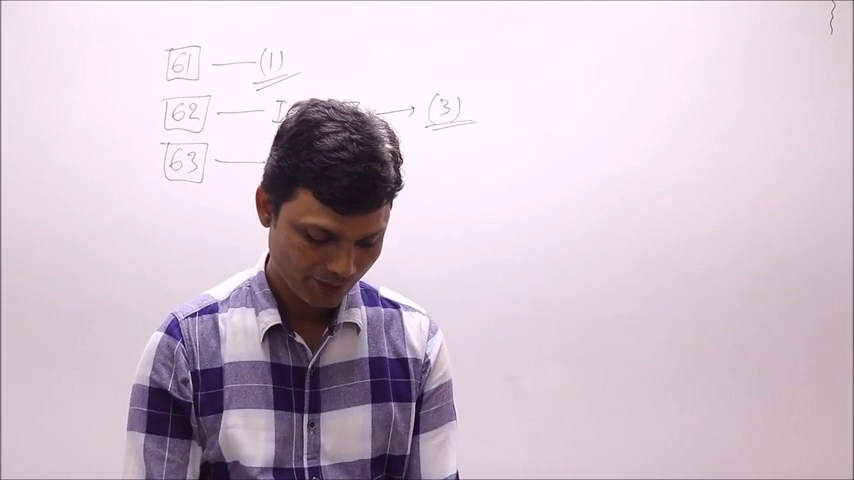 61 — (1)
62 — I → (3)
63 —